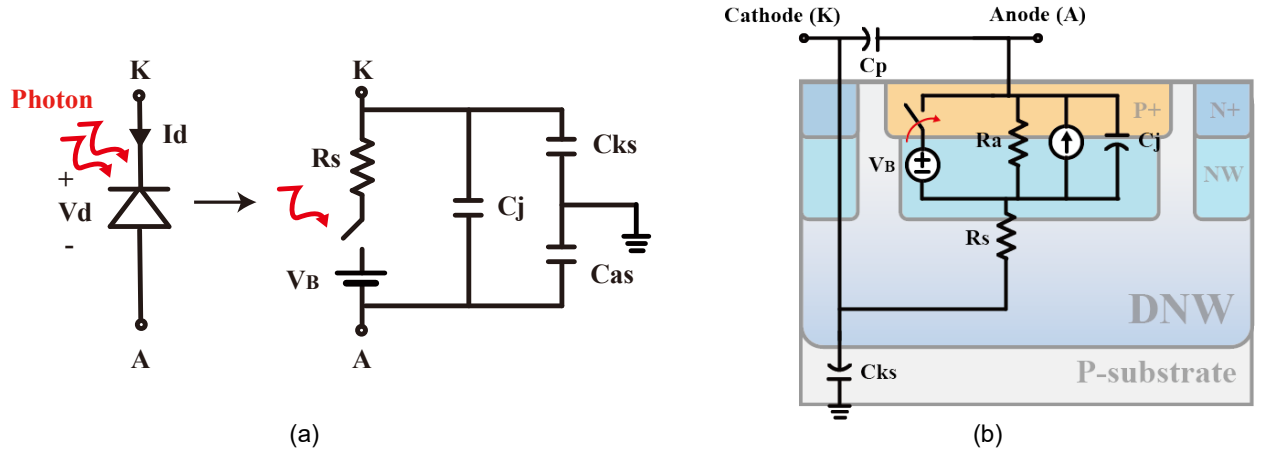 K
Photon
Id
+
Vd
-
A
K
Rs
Cks
Cj
VB
Cas
A
(a)
Cathode (K)
Anode (A)
Cp
P+
N+
Ra
Cj
VB
NW
Rs
DNW
Cks
P-substrate
(b)